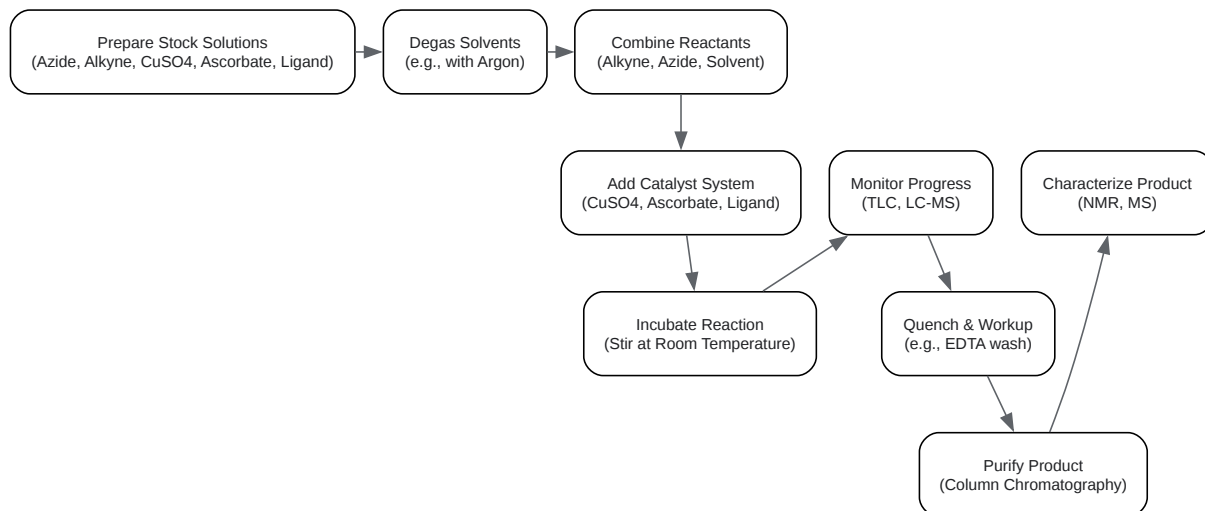 Prepare Stock Solutions
(Azide, Alkyne, CuSO4, Ascorbate, Ligand)
Degas Solvents
(e.g., with Argon)
Combine Reactants
(Alkyne, Azide, Solvent)
Add Catalyst System
(CuSO4, Ascorbate, Ligand)
Incubate Reaction
(Stir at Room Temperature)
Monitor Progress
(TLC, LC-MS)
Quench & Workup
(e.g., EDTA wash)
Purify Product
(Column Chromatography)
Characterize Product
(NMR, MS)